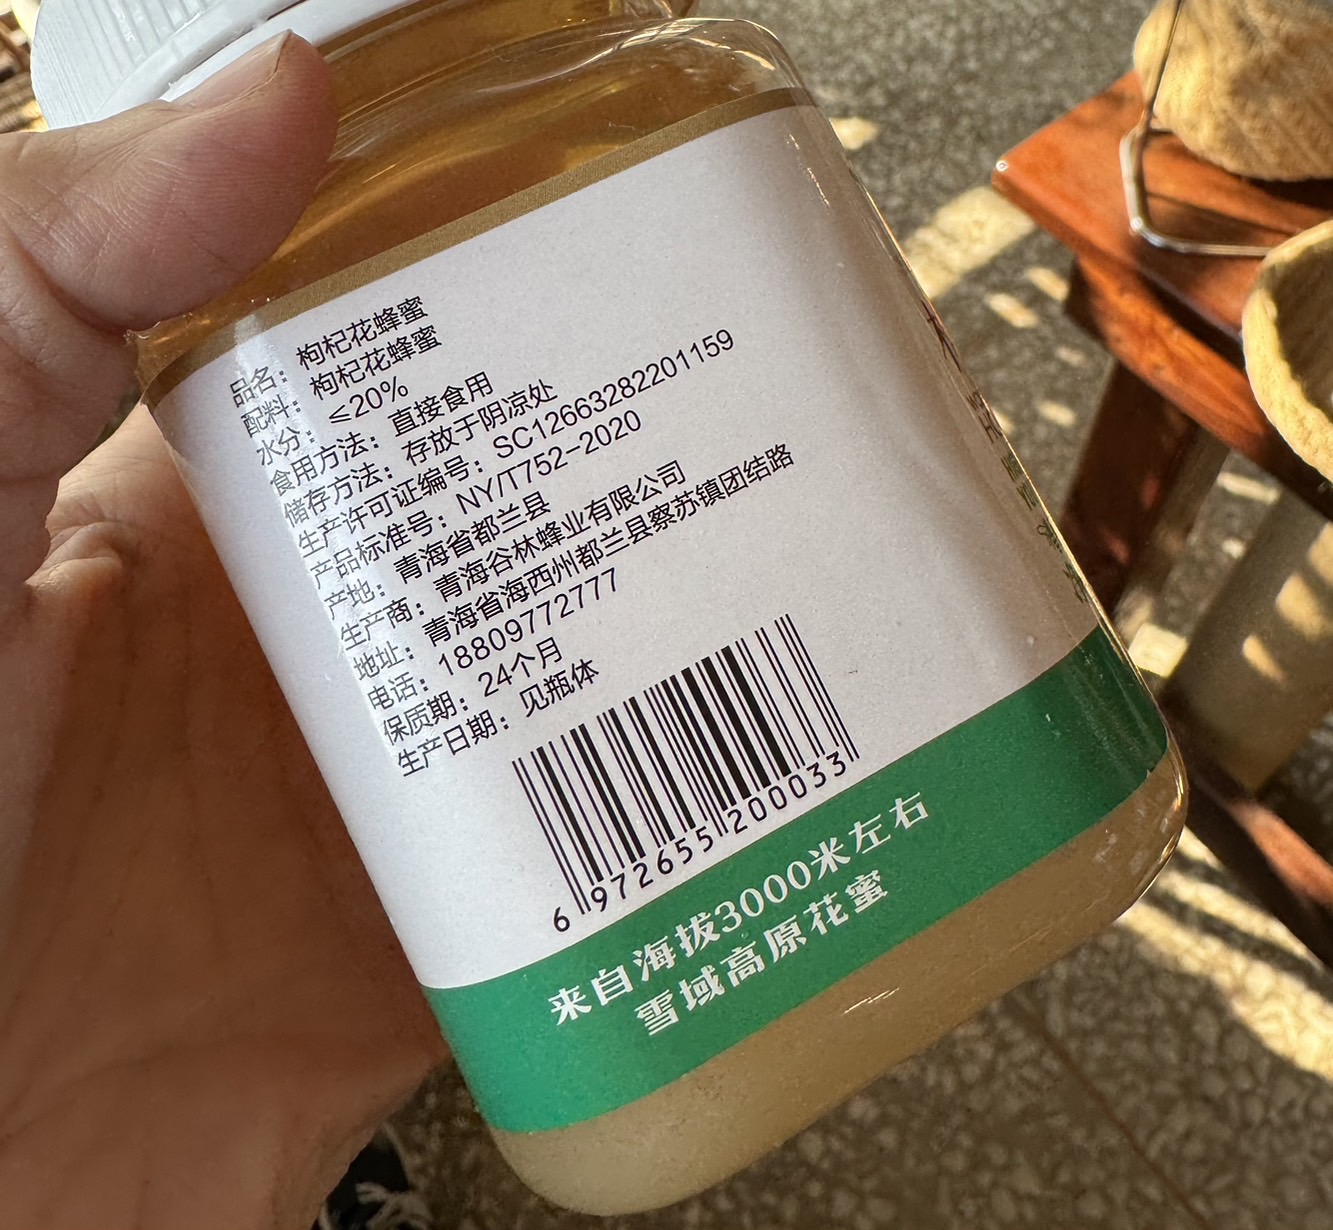 品名：枸杞花蜂蜜
配料：枸杞花蜂蜜
水分：≤20%
食用方法：直接食用
储存方法：存放于阴凉处
生产许可证编号：SC12663282201159
产品标准号：NY/T752-2020
产地：青海省都兰县
生产商：青海谷林蜂业有限公司
地址：青海省海西州都兰县察苏镇团结路
电话：18809772777
保质期：24个月
生产日期：见瓶体
6 972655 200033
来自海拔3000米左右
雪域高原花蜜